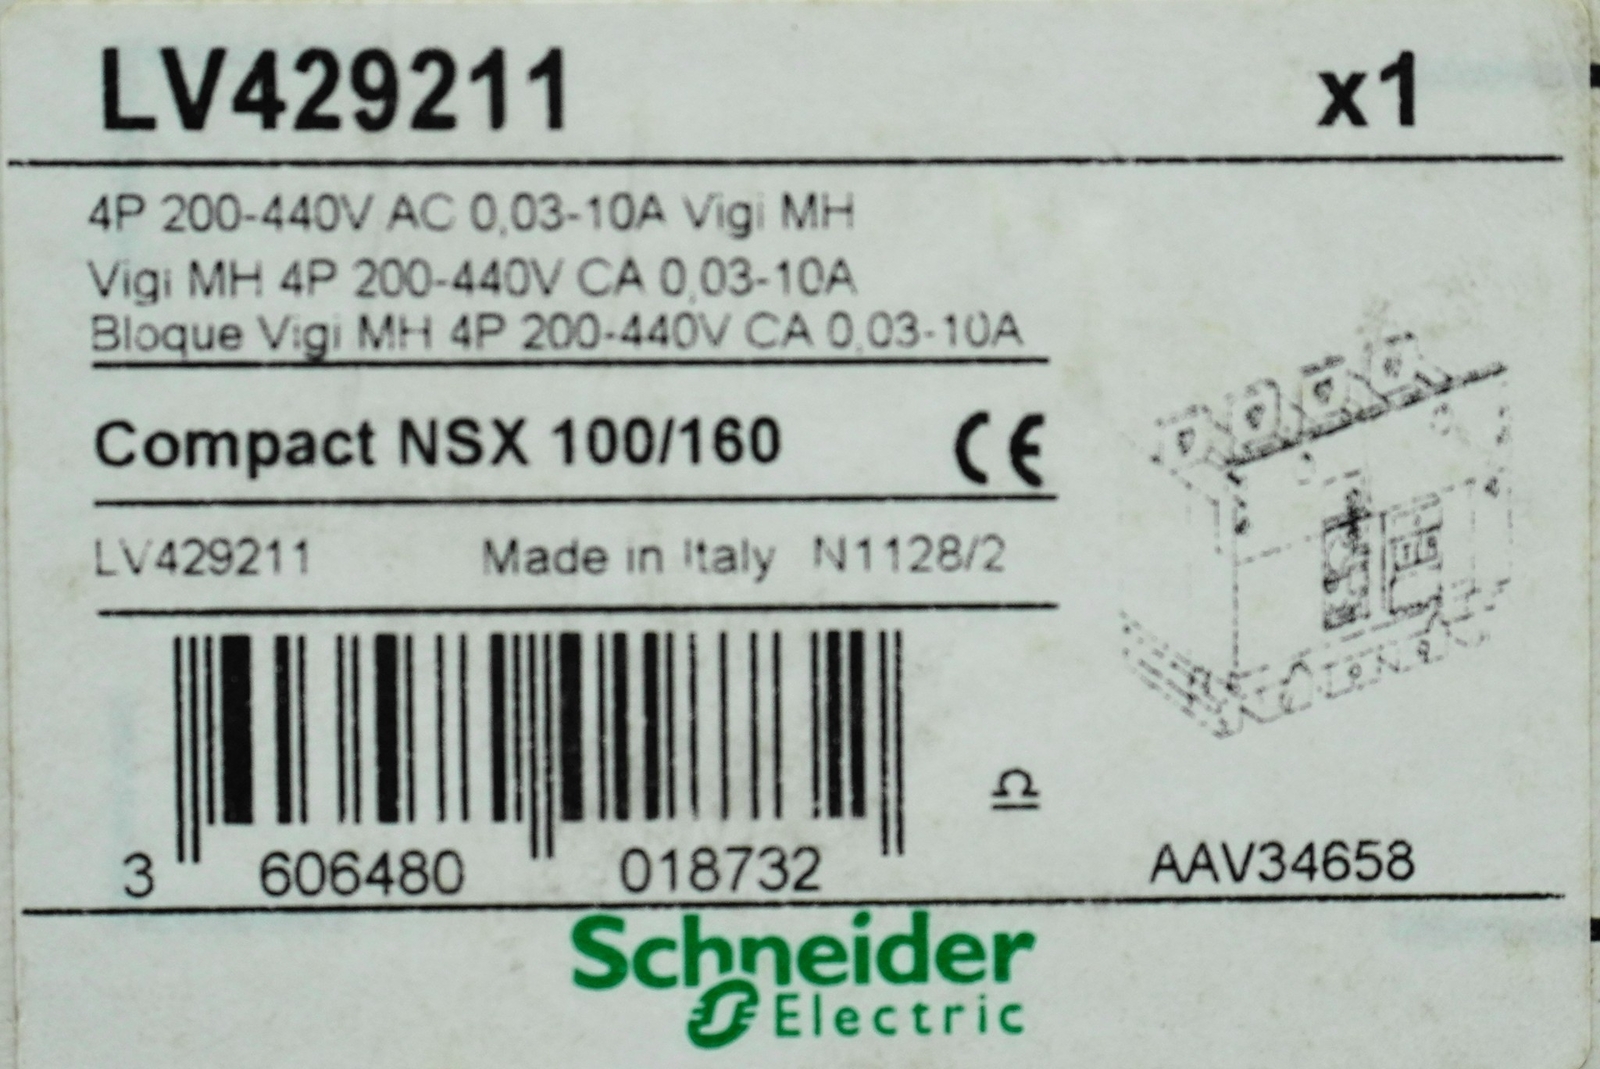 LV429211 x1
4P 200-440V AC 0,03-10A Vigi MH
Vigi MH 4P 200-440V CA 0,03-10A
Bloque Vigi MH 4P 200-440V CA 0,03-10A
Compact NSX 100/160 CE
LV429211 Made in Italy N1128/2
3 606480 018732
AAV34658
Schneider
Electric